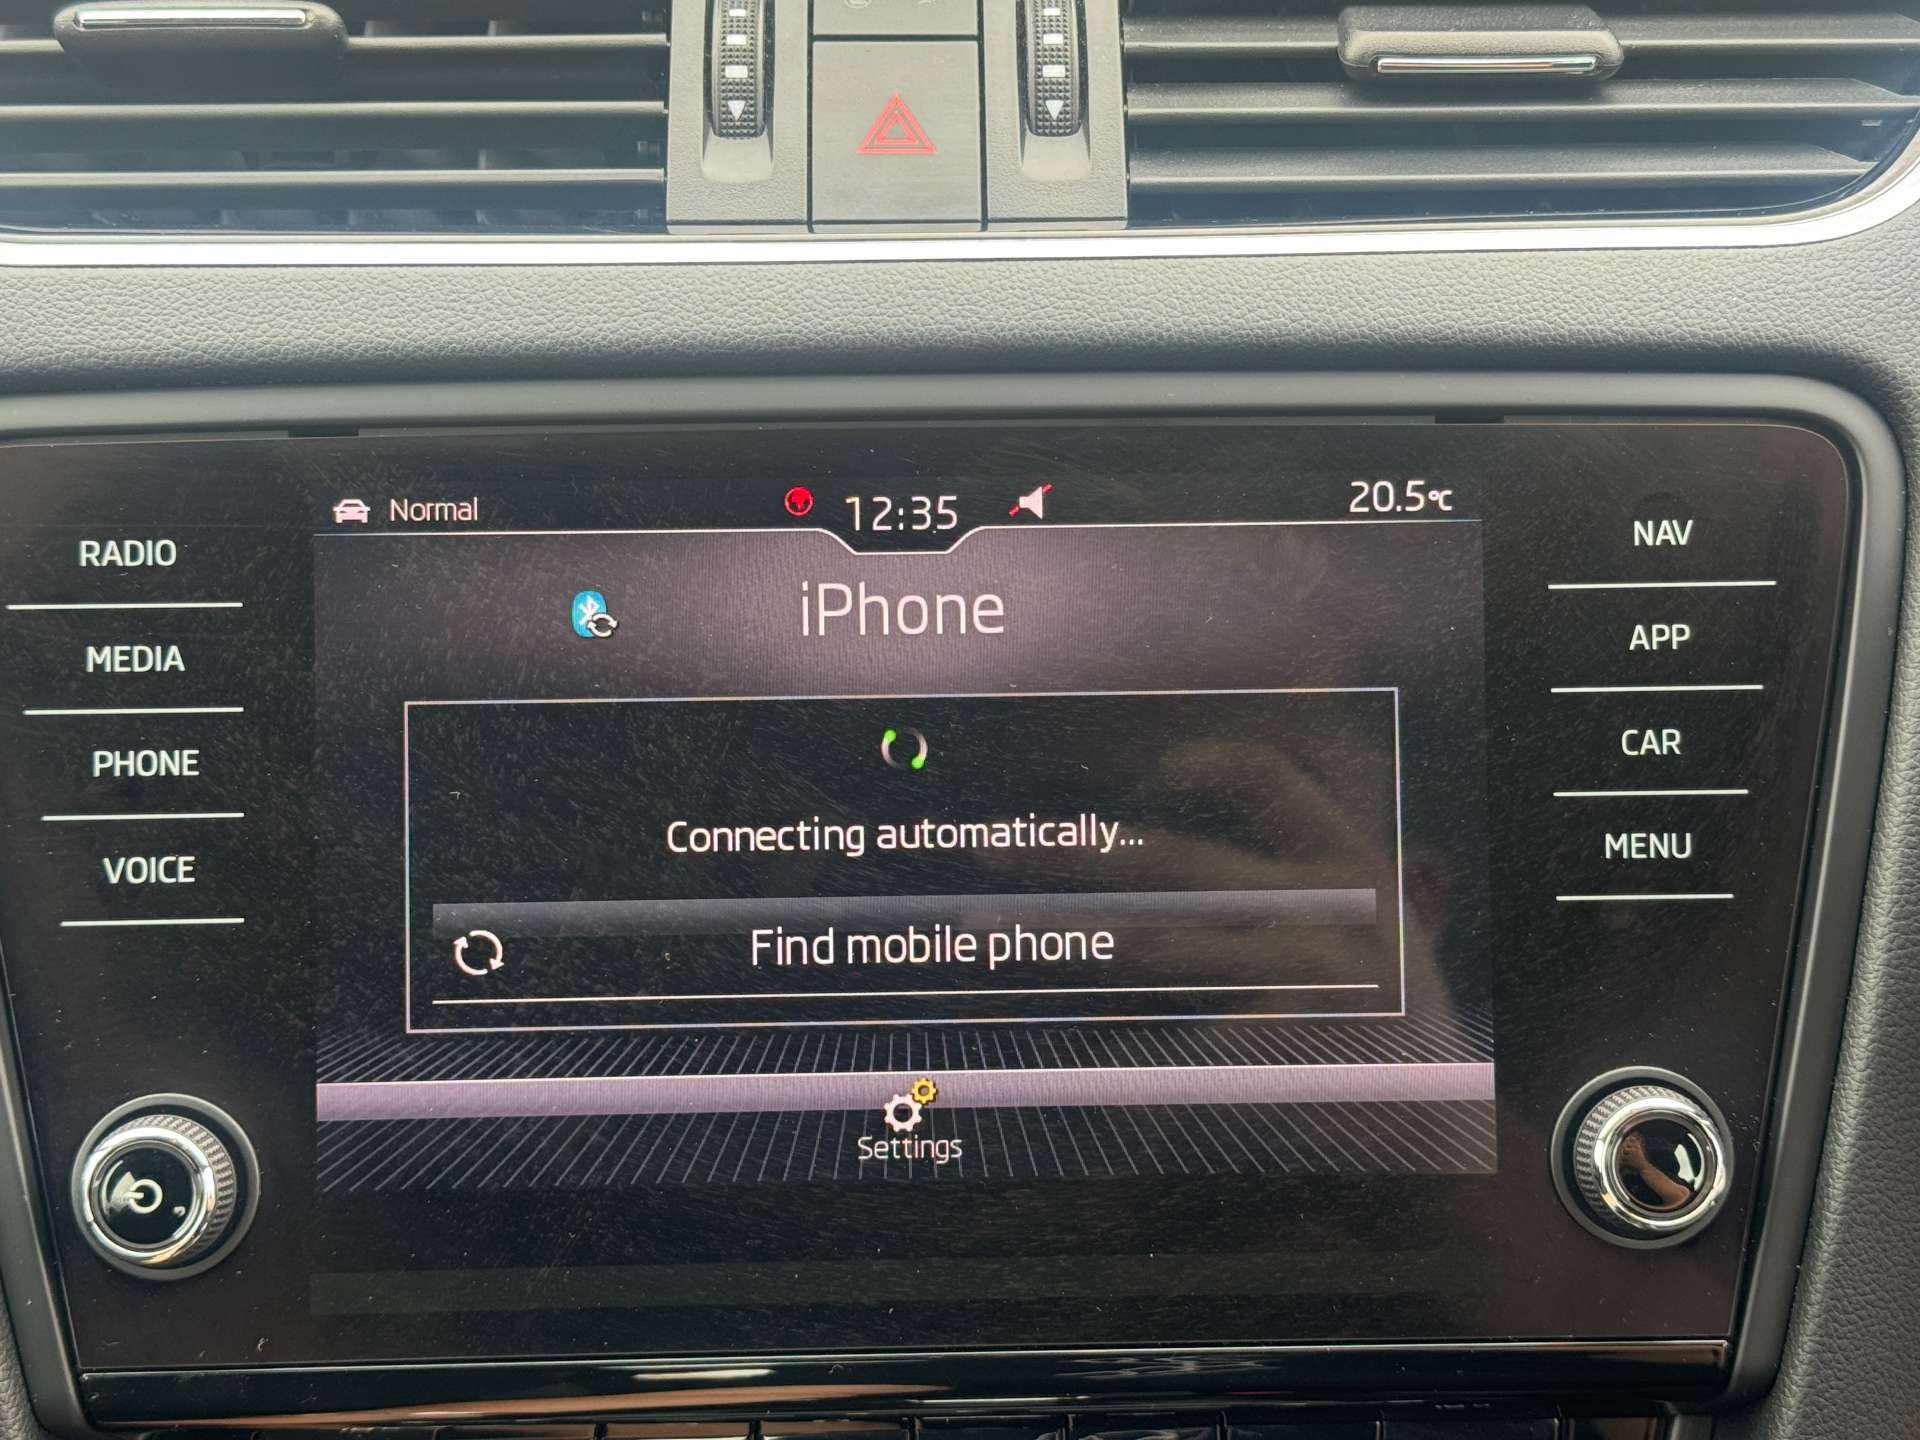 Normal
12:35
20.5°C
RADIO
MEDIA
PHONE
VOICE
iPhone
Connecting automatically...
Find mobile phone
Settings
NAV
APP
CAR
MENU